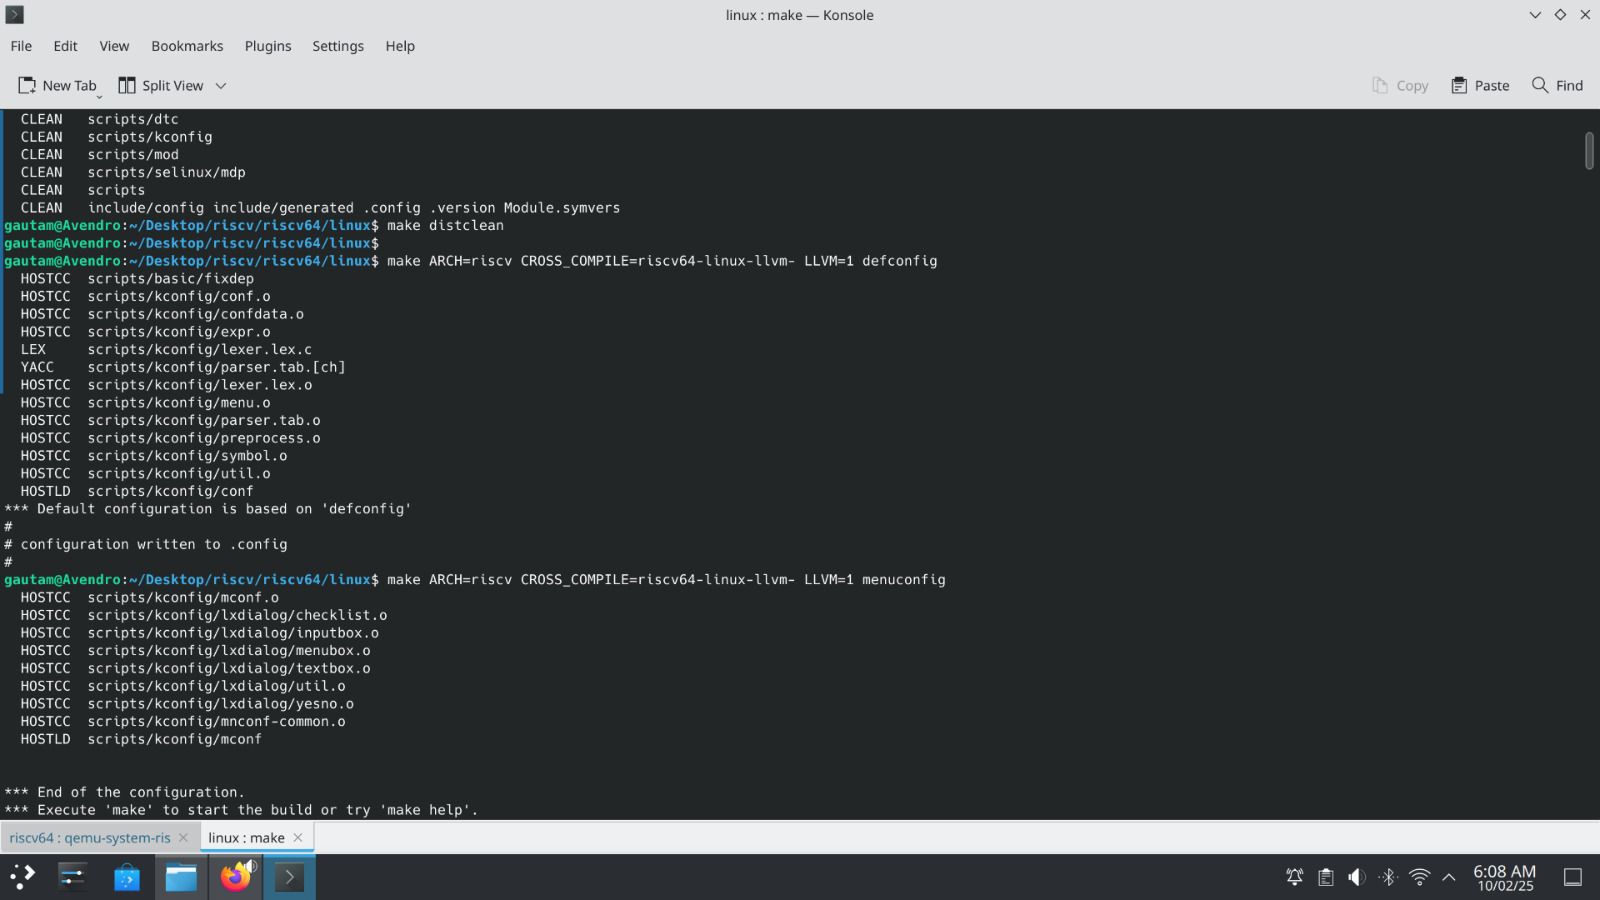 linux : make — Konsole
File Edit View Bookmarks Plugins Settings Help
New Tab Split View Copy Paste Find
CLEAN scripts/dtc
CLEAN scripts/kconfig
CLEAN scripts/mod
CLEAN scripts/selinux/mdp
CLEAN scripts
CLEAN include/config include/generated .config .version Module.symvers
gautam@Avendro:~/Desktop/riscv/riscv64/linux$ make distclean
gautam@Avendro:~/Desktop/riscv/riscv64/linux$
gautam@Avendro:~/Desktop/riscv/riscv64/linux$ make ARCH=riscv CROSS_COMPILE=riscv64-linux-llvm- LLVM=1 defconfig
HOSTCC scripts/basic/fixdep
HOSTCC scripts/kconfig/conf.o
HOSTCC scripts/kconfig/confdata.o
HOSTCC scripts/kconfig/expr.o
LEX scripts/kconfig/lexer.lex.c
YACC scripts/kconfig/parser.tab.[ch]
HOSTCC scripts/kconfig/lexer.lex.o
HOSTCC scripts/kconfig/menu.o
HOSTCC scripts/kconfig/parser.tab.o
HOSTCC scripts/kconfig/preprocess.o
HOSTCC scripts/kconfig/symbol.o
HOSTCC scripts/kconfig/util.o
HOSTLD scripts/kconfig/conf
*** Default configuration is based on 'defconfig'
#
# configuration written to .config
#
gautam@Avendro:~/Desktop/riscv/riscv64/linux$ make ARCH=riscv CROSS_COMPILE=riscv64-linux-llvm- LLVM=1 menuconfig
HOSTCC scripts/kconfig/mconf.o
HOSTCC scripts/kconfig/lxdialog/checklist.o
HOSTCC scripts/kconfig/lxdialog/inputbox.o
HOSTCC scripts/kconfig/lxdialog/menubox.o
HOSTCC scripts/kconfig/lxdialog/textbox.o
HOSTCC scripts/kconfig/lxdialog/util.o
HOSTCC scripts/kconfig/lxdialog/yesno.o
HOSTCC scripts/kconfig/mnconf-common.o
HOSTLD scripts/kconfig/mconf
*** End of the configuration.
*** Execute 'make' to start the build or try 'make help'.
riscv64 : qemu-system-ris linux : make
6:08 AM
10/02/25